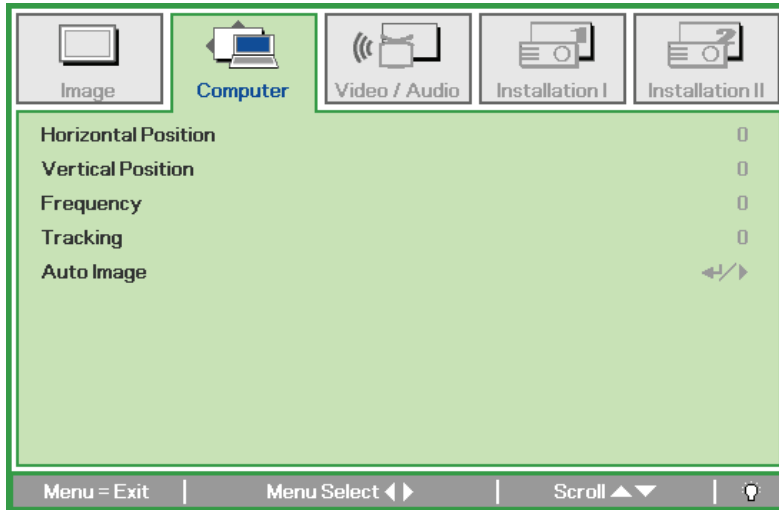 Image
Computer
Video / Audio
Installation I
Installation II
Horizontal Position 0
Vertical Position 0
Frequency 0
Tracking 0
Auto Image
Menu = Exit
Menu Select
Scroll